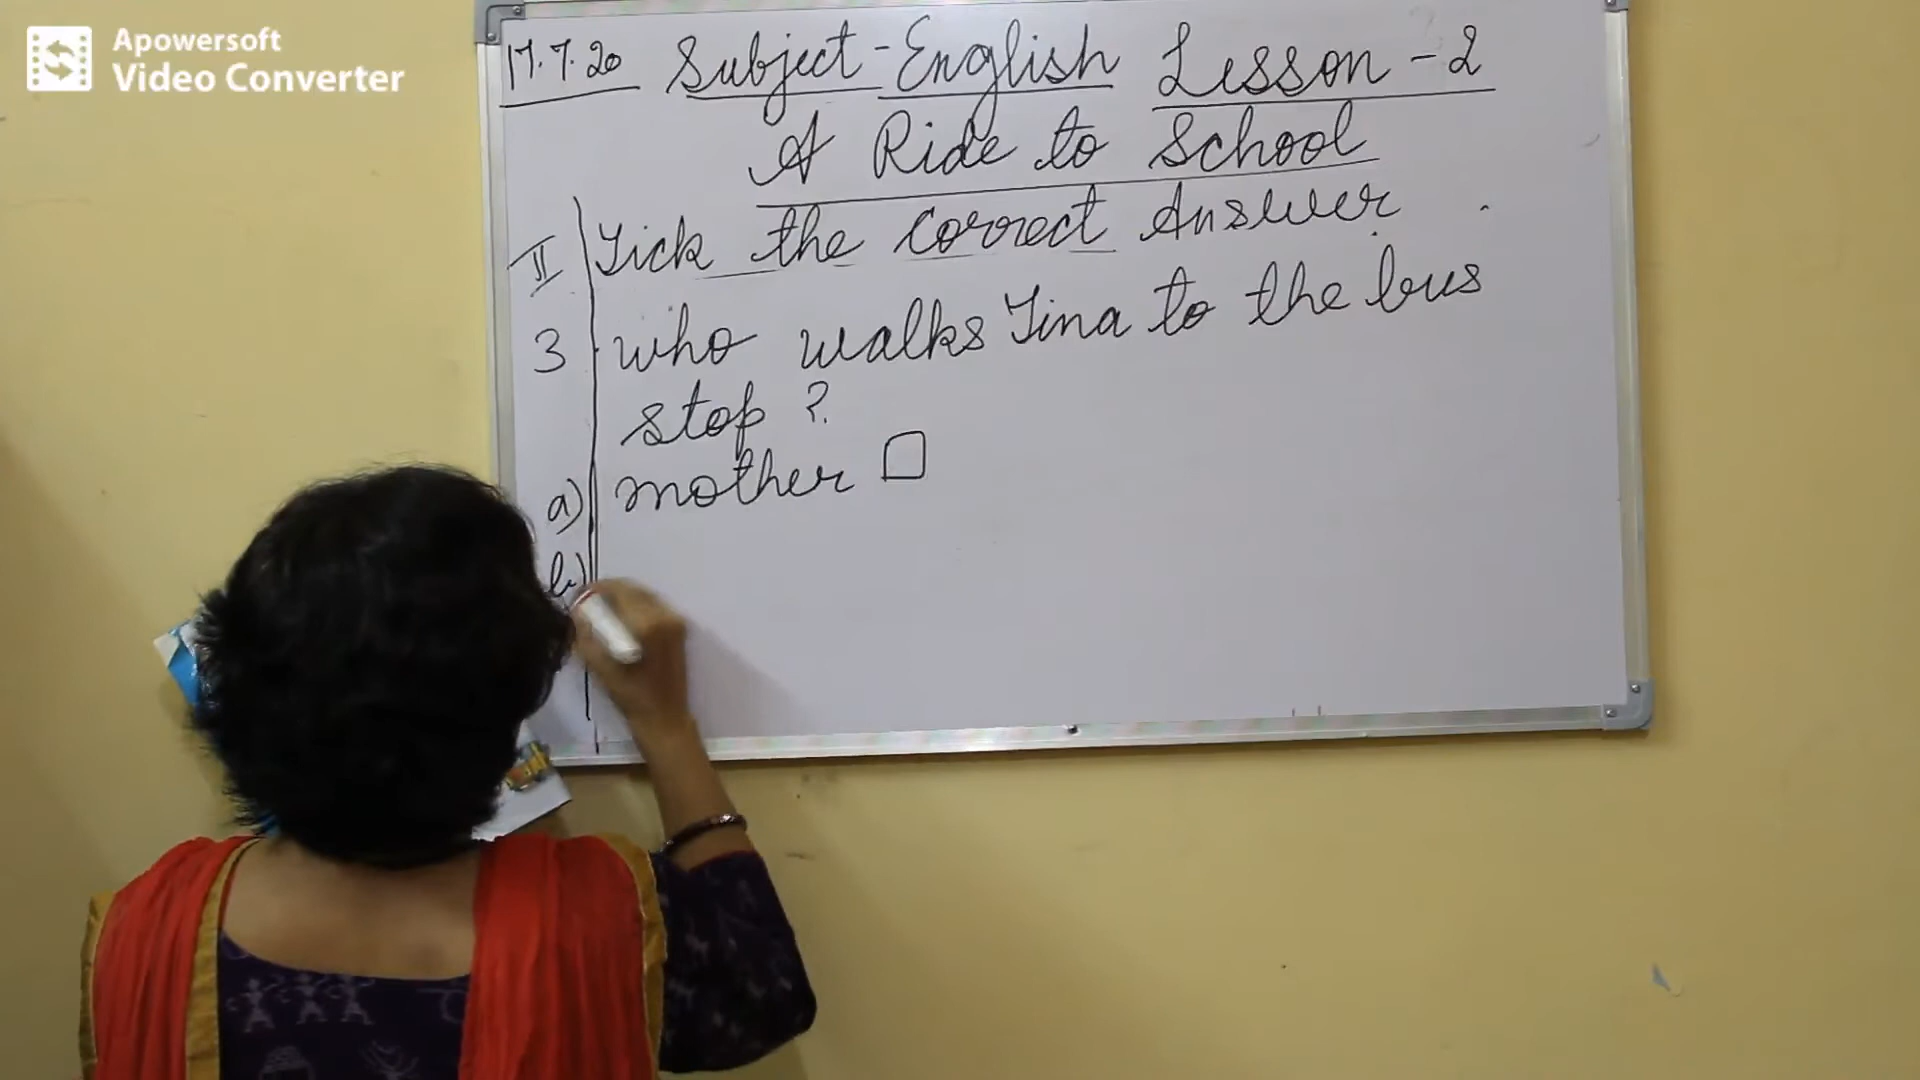 Apowersoft
Video Converter
17.7.20 Subject-English Lesson-2
A Ride to School
II Tick the correct Answer
3 who walks Tina to the bus
stop?
a) mother
b)